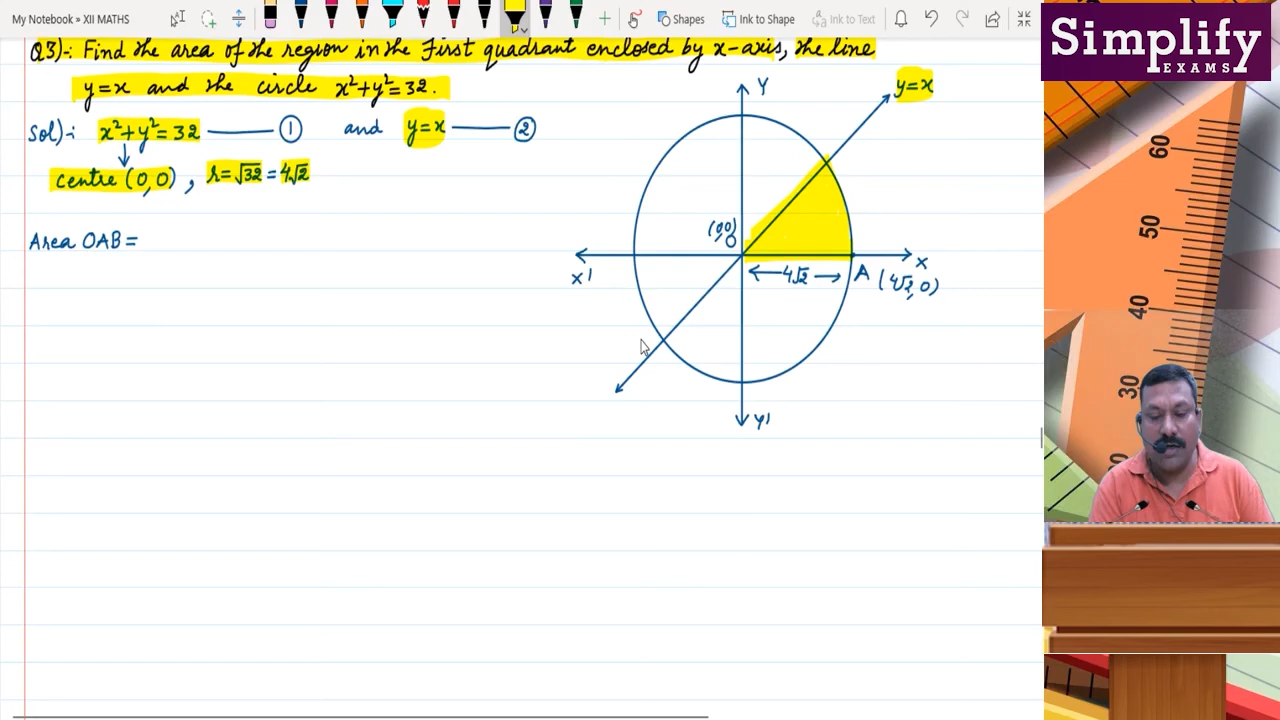 My Notebook » XII MATHS
Shapes
Ink to Shape
Ink to Text
Simplify
EXAMS
Q3):- Find the area of the region in the First quadrant enclosed by x-axis, the line
y=x and the circle x²+y²=32.
Sol):- x²+y²=32 ——— ① and y=x ——— ②
centre (0,0), r=√32 = 4√2
Area OAB=
Y
y=x
(0,0)
O
X'
4√2
A (4√2, 0)
X
Y'
60
50
40
30